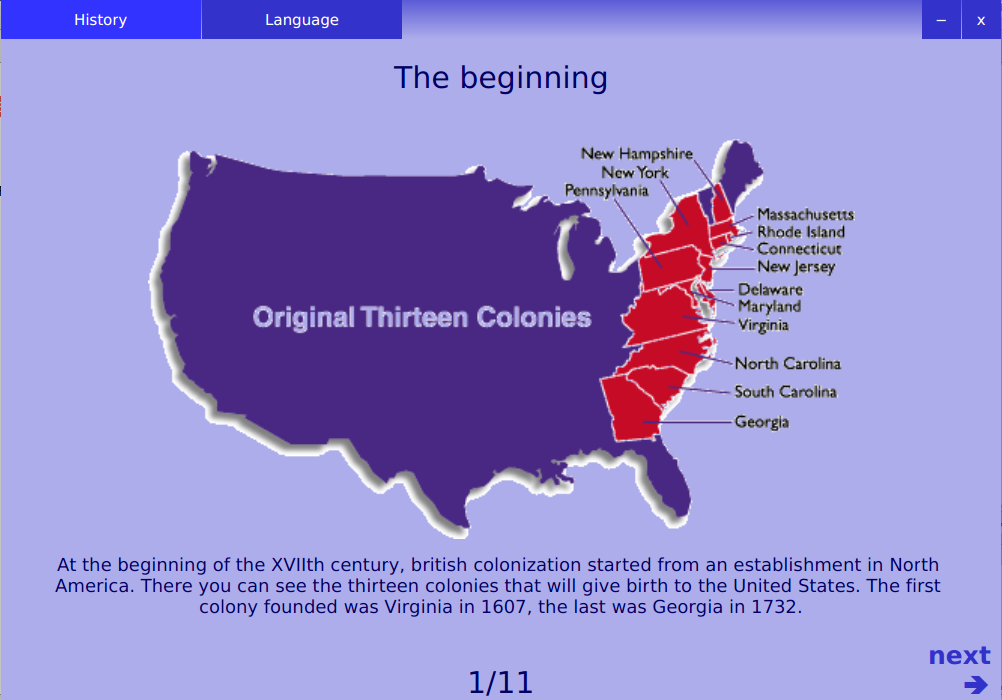 History
Language
– x
The beginning
New Hampshire
New York
Pennsylvania
Massachusetts
Rhode Island
Connecticut
New Jersey
Delaware
Maryland
Virginia
North Carolina
South Carolina
Georgia
Original Thirteen Colonies
At the beginning of the XVIIth century, british colonization started from an establishment in North
America. There you can see the thirteen colonies that will give birth to the United States. The first
colony founded was Virginia in 1607, the last was Georgia in 1732.
next
1/11